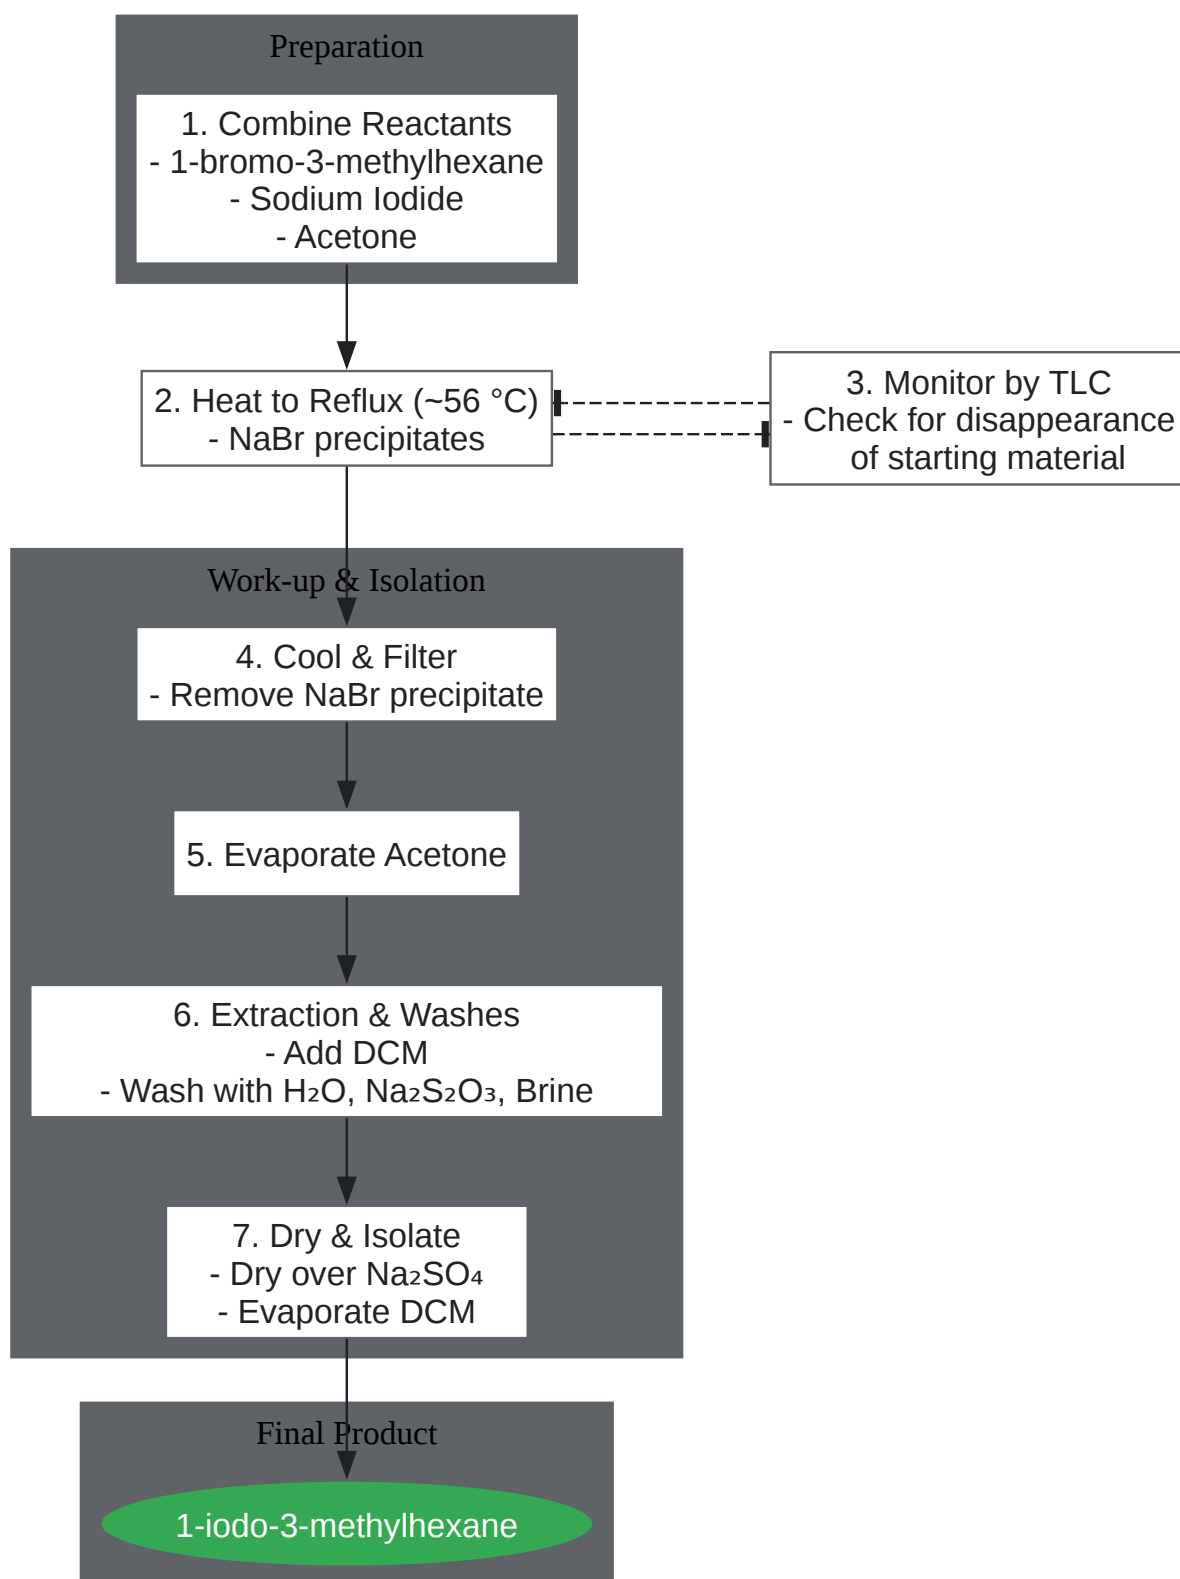 Preparation
1. Combine Reactants
- 1-bromo-3-methylhexane
- Sodium Iodide
- Acetone
2. Heat to Reflux (~56 °C)
- NaBr precipitates
3. Monitor by TLC
- Check for disappearance
of starting material
Work-up & Isolation
4. Cool & Filter
- Remove NaBr precipitate
5. Evaporate Acetone
6. Extraction & Washes
- Add DCM
- Wash with H₂O, Na₂S₂O₃, Brine
7. Dry & Isolate
- Dry over Na₂SO₄
- Evaporate DCM
Final Product
1-iodo-3-methylhexane